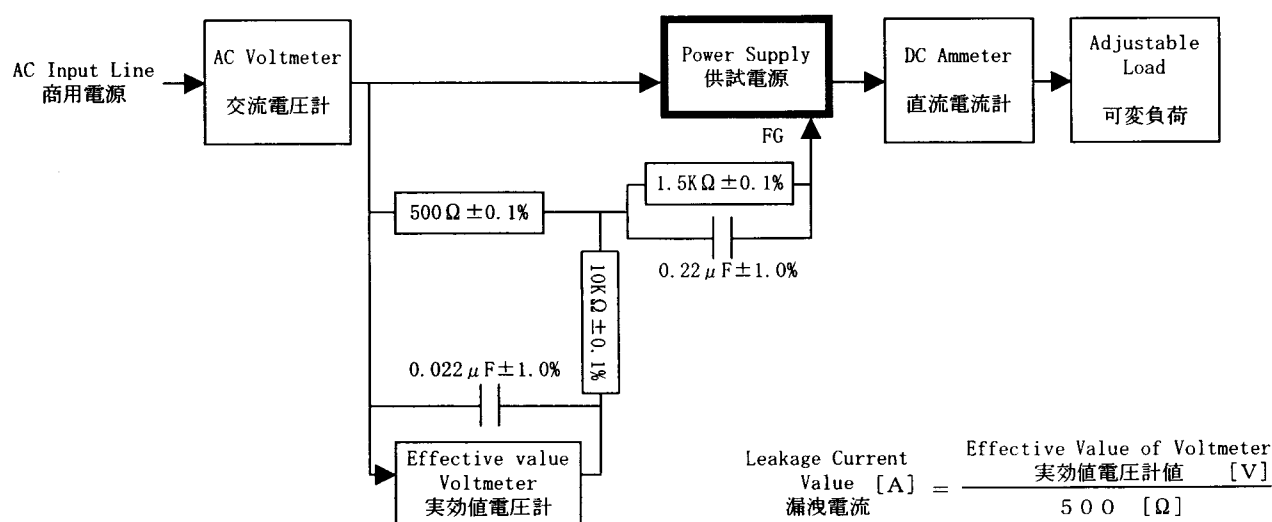 AC Input Line
商用電源
AC Voltmeter
交流電圧計
Power Supply
供試電源
DC Ammeter
直流電流計
Adjustable
Load
可変負荷
FG
1.5KΩ±0.1%
500Ω±0.1%
0.22μF±1.0%
10KΩ±0.1%
0.022μF±1.0%
Effective value
Voltmeter
実効値電圧計
Leakage Current
Value [A] =
漏洩電流
Effective Value of Voltmeter
実効値電圧計値 [V]
500 [Ω]